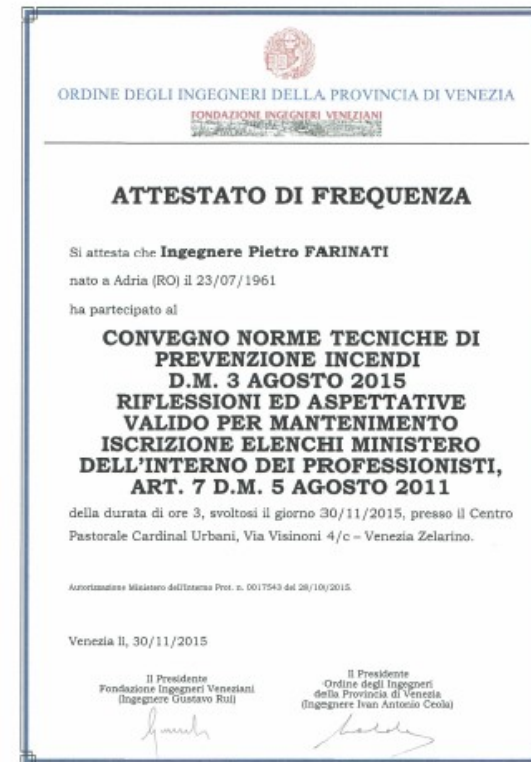 ORDINE DEGLI INGEGNERI DELLA PROVINCIA DI VENEZIA
FONDAZIONE INGEGNERI VENEZIANI
ATTESTATO DI FREQUENZA
Si attesta che Ingegnere Pietro FARINATI
nato a Adria (RO) il 23/07/1961
ha partecipato al
CONVEGNO NORME TECNICHE DI
PREVENZIONE INCENDI
D.M. 3 AGOSTO 2015
RIFLESSIONI ED ASPETTATIVE
VALIDO PER MANTENIMENTO
ISCRIZIONE ELENCHI MINISTERO
DELL'INTERNO DEI PROFESSIONISTI,
ART. 7 D.M. 5 AGOSTO 2011
della durata di ore 3, svoltosi il giorno 30/11/2015, presso il Centro
Pastorale Cardinal Urbani, Via Visinoni 4/c – Venezia Zelarino.
Autorizzazione Ministero dell'Interno Prot. n. 0017543 del 28/10/2015.
Venezia li, 30/11/2015
Il Presidente
Fondazione Ingegneri Veneziani
(Ingegnere Gustavo Rui)
Il Presidente
Ordine degli Ingegneri
della Provincia di Venezia
(Ingegnere Ivan Antonio Ceola)